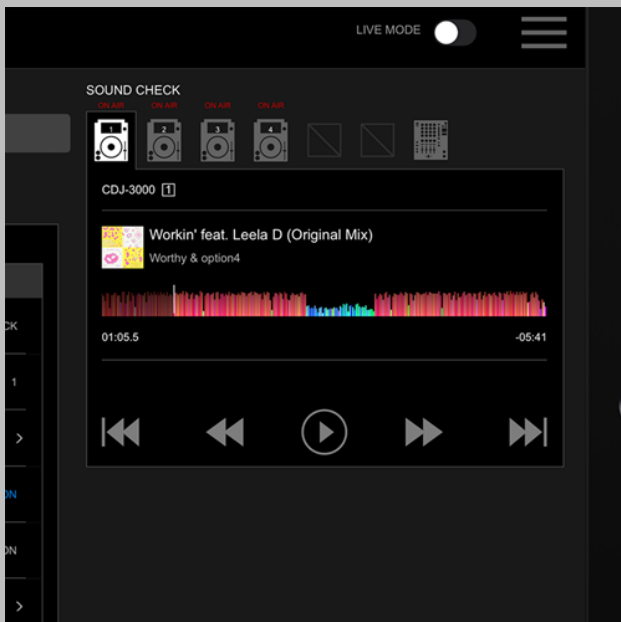 LIVE MODE
SOUND CHECK
ON AIR ON AIR ON AIR ON AIR
1 2 3 4
CDJ-3000 1
Workin' feat. Leela D (Original Mix)
Worthy & option4
01:05.5 -05:41
CK
1
ON
ON